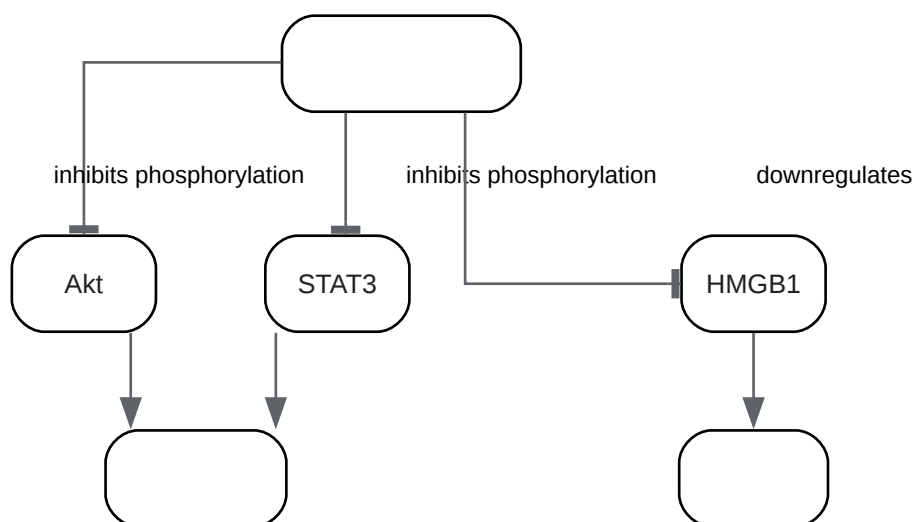 inhibits phosphorylation
inhibits phosphorylation
downregulates
Akt
STAT3
HMGB1